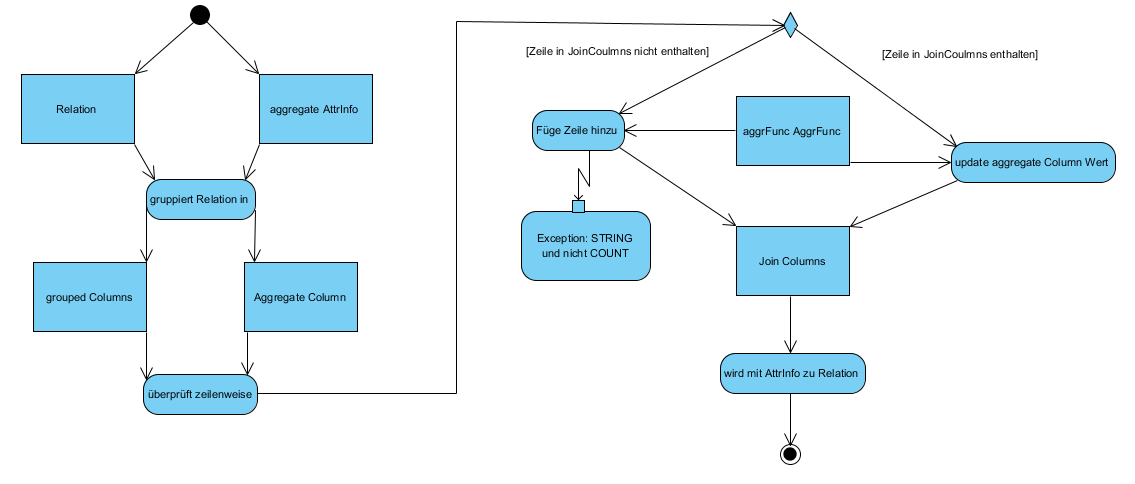 Relation
aggregate AttrInfo
gruppiert Relation in
grouped Columns
Aggregate Column
überprüft zeilenweise
[Zeile in JoinCoulmns nicht enthalten]
[Zeile in JoinCoulmns enthalten]
Füge Zeile hinzu
aggrFunc AggrFunc
update aggregate Column Wert
Exception: STRING
und nicht COUNT
Join Columns
wird mit AttrInfo zu Relation